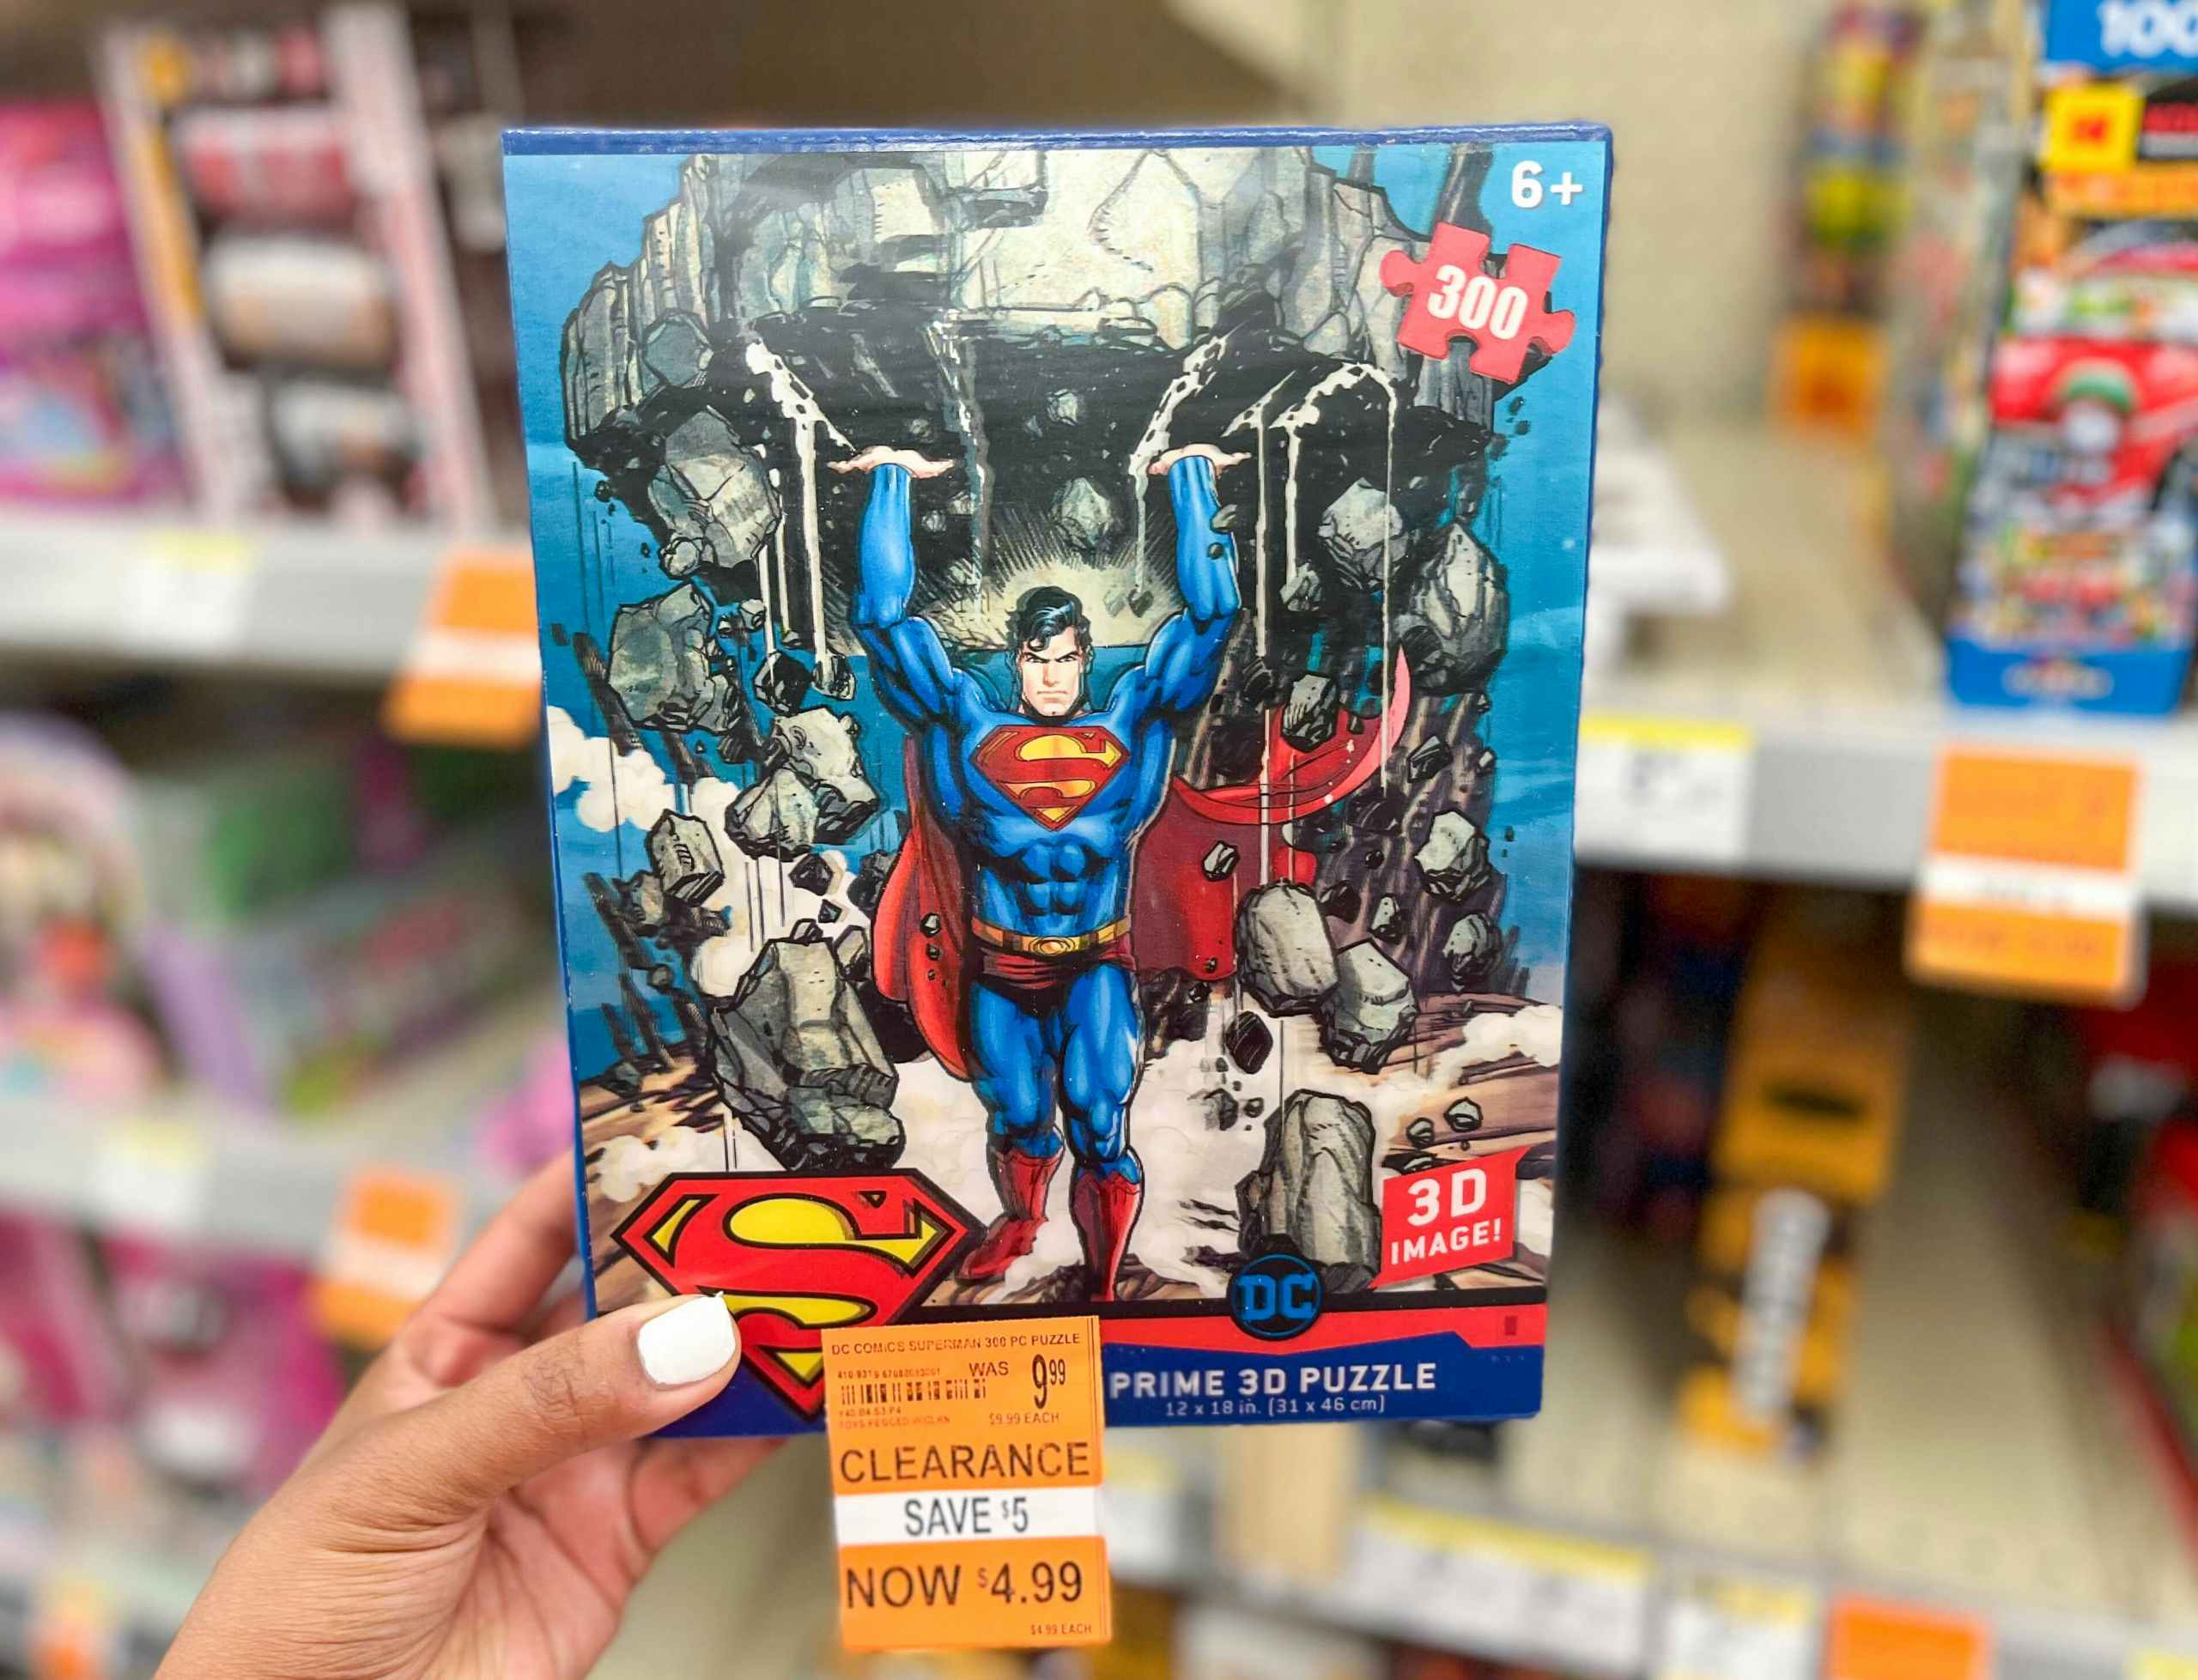 100
6+
300
3D
IMAGE!
DC
DC COMICS SUPERMAN 300 PC PUZZLE
WAS 9.99
$9.99 EACH
CLEARANCE
SAVE $5
NOW $4.99
$4.99 EACH
PRIME 3D PUZZLE
12 x 18 in. (31 x 46 cm)